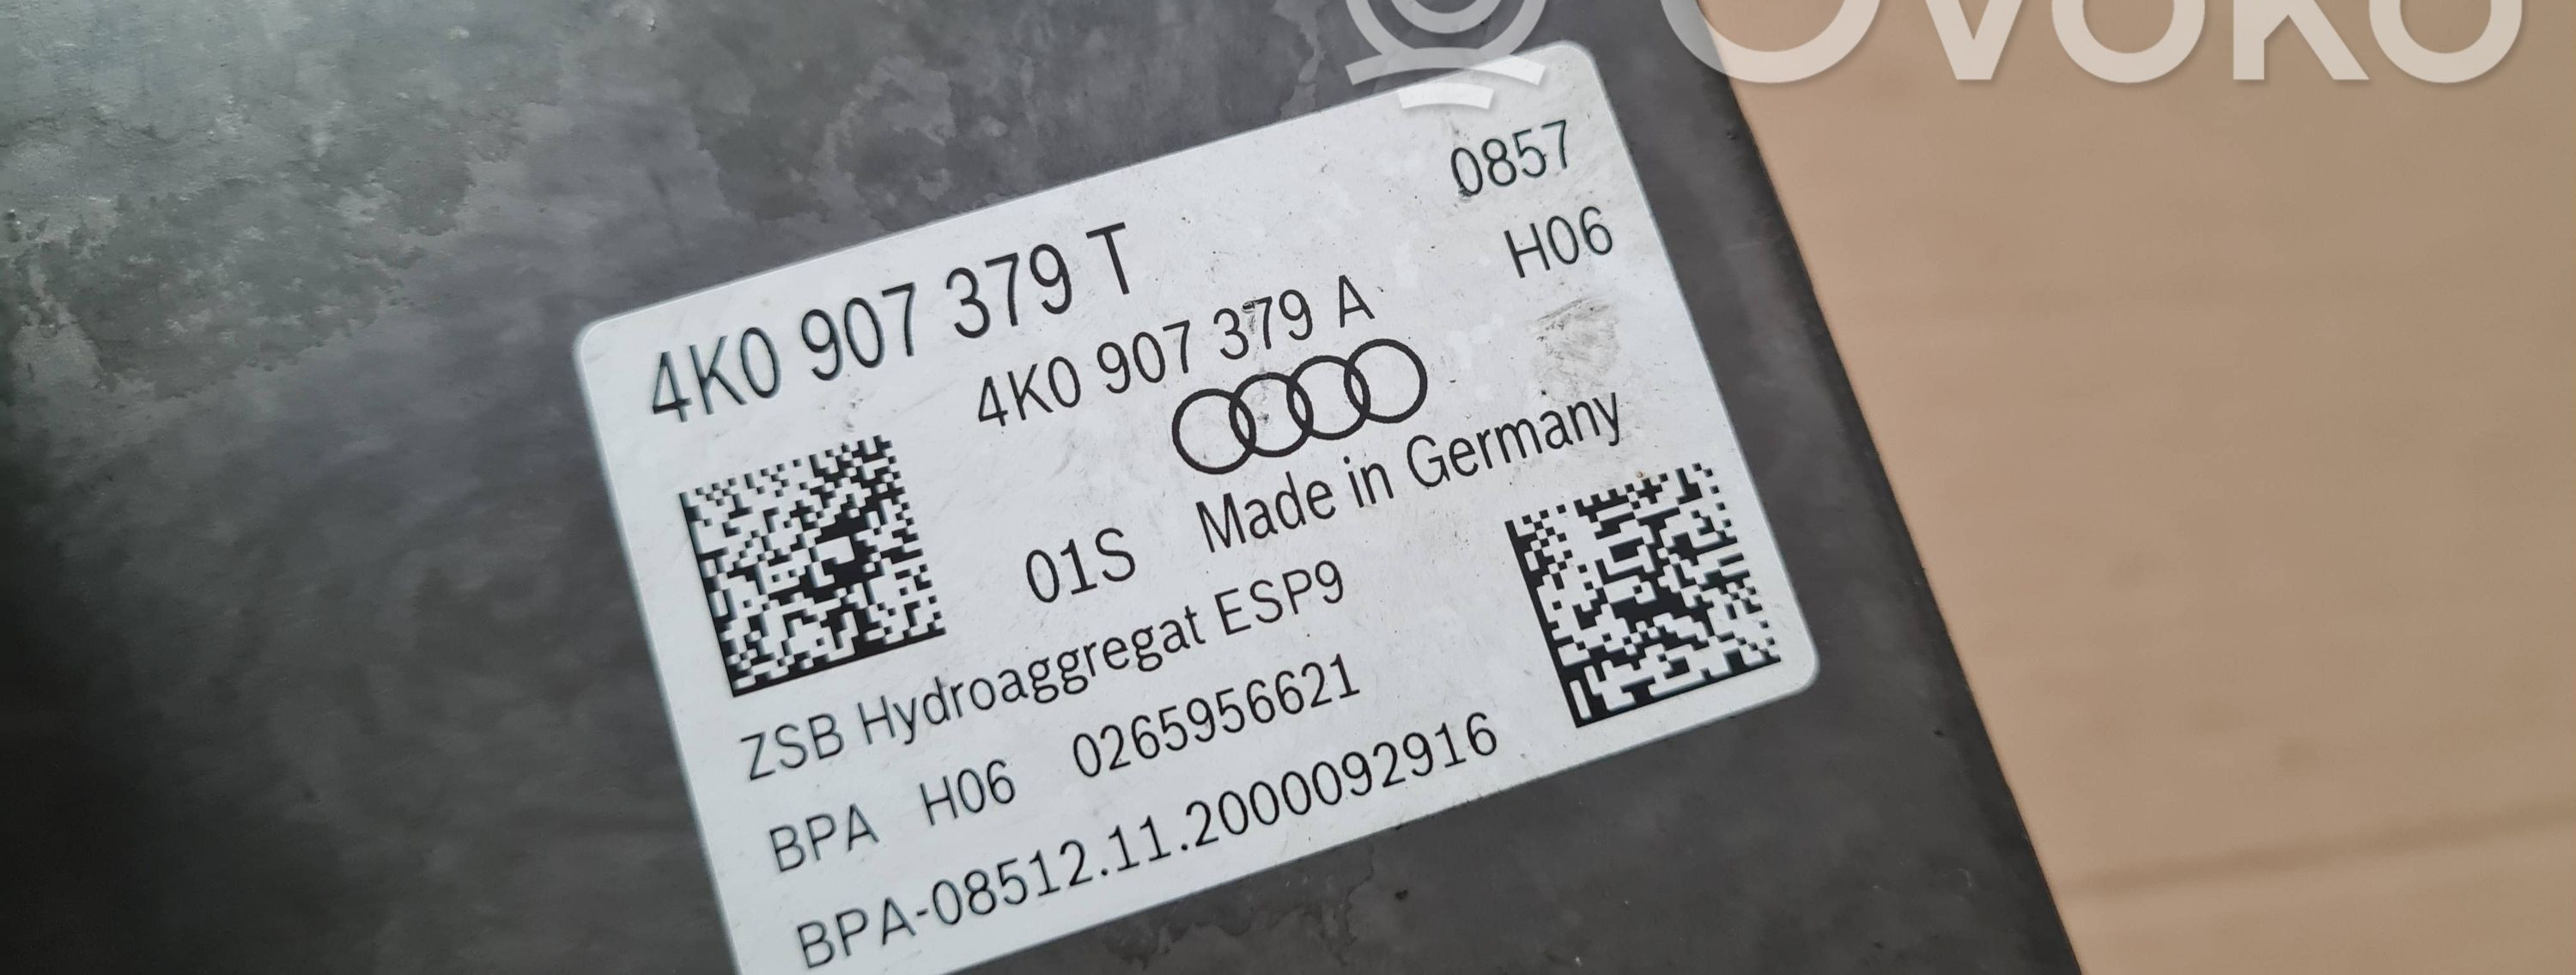 OVOKO
0857
4K0 907 379 T
H06
4K0 907 379 A
01S Made in Germany
ZSB Hydroaggregat ESP9
BPA H06 0265956621
BPA-08512.11.2000092916